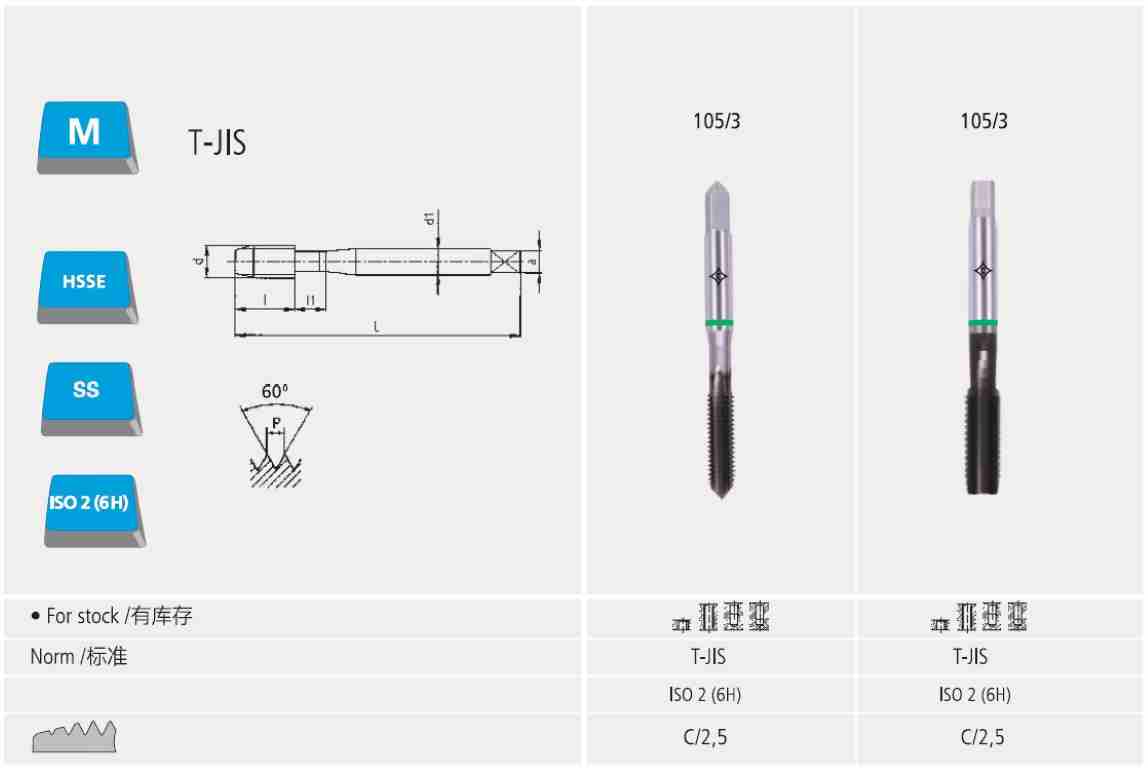 M
T-JIS
105/3
105/3
HSSE
d1
d
a
l
l1
L
SS
60°
P
ISO 2 (6H)
• For stock /有库存
Norm /标准
T-JIS
T-JIS
ISO 2 (6H)
ISO 2 (6H)
C/2,5
C/2,5